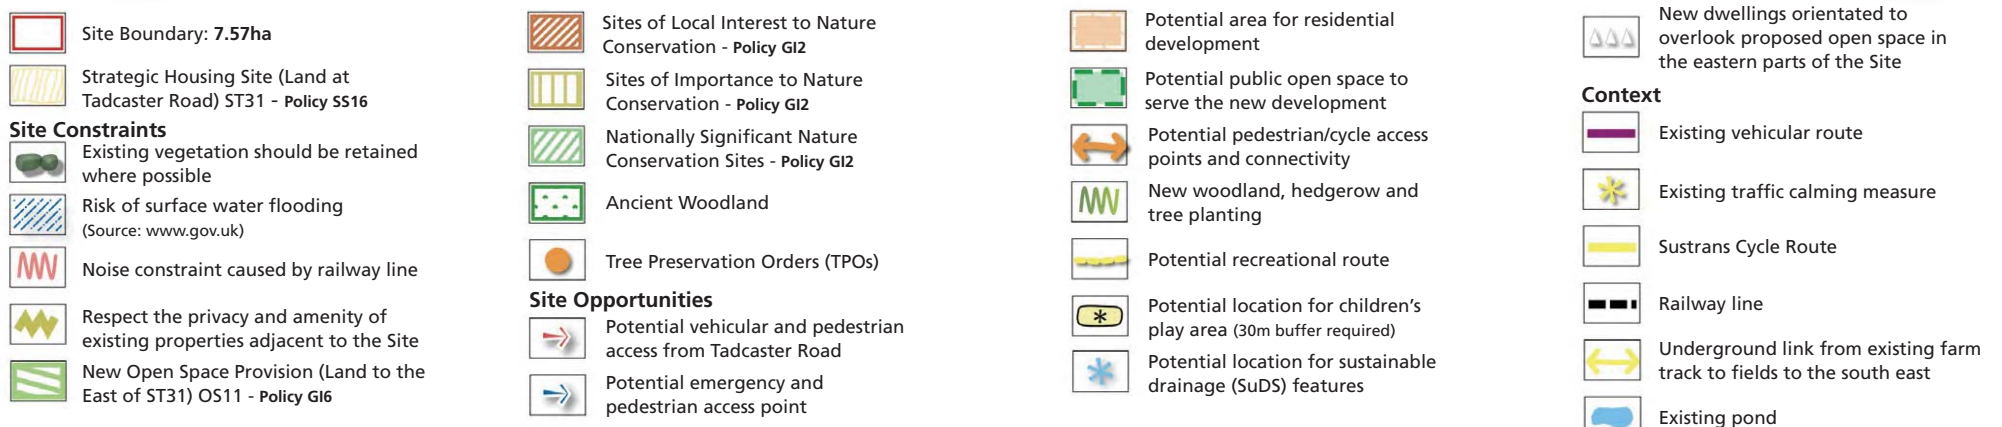 Site Boundary: 7.57ha
Strategic Housing Site (Land at
Tadcaster Road) ST31 - Policy SS16
Site Constraints
Existing vegetation should be retained
where possible
Risk of surface water flooding
(Source: www.gov.uk)
Noise constraint caused by railway line
Respect the privacy and amenity of
existing properties adjacent to the Site
New Open Space Provision (Land to the
East of ST31) OS11 - Policy GI6
Sites of Local Interest to Nature
Conservation - Policy GI2
Sites of Importance to Nature
Conservation - Policy GI2
Nationally Significant Nature
Conservation Sites - Policy GI2
Ancient Woodland
Tree Preservation Orders (TPOs)
Site Opportunities
Potential vehicular and pedestrian
access from Tadcaster Road
Potential emergency and
pedestrian access point
Potential area for residential
development
Potential public open space to
serve the new development
Potential pedestrian/cycle access
points and connectivity
New woodland, hedgerow and
tree planting
Potential recreational route
Potential location for children's
play area (30m buffer required)
Potential location for sustainable
drainage (SuDS) features
New dwellings orientated to
overlook proposed open space in
the eastern parts of the Site
Context
Existing vehicular route
Existing traffic calming measure
Sustrans Cycle Route
Railway line
Underground link from existing farm
track to fields to the south east
Existing pond